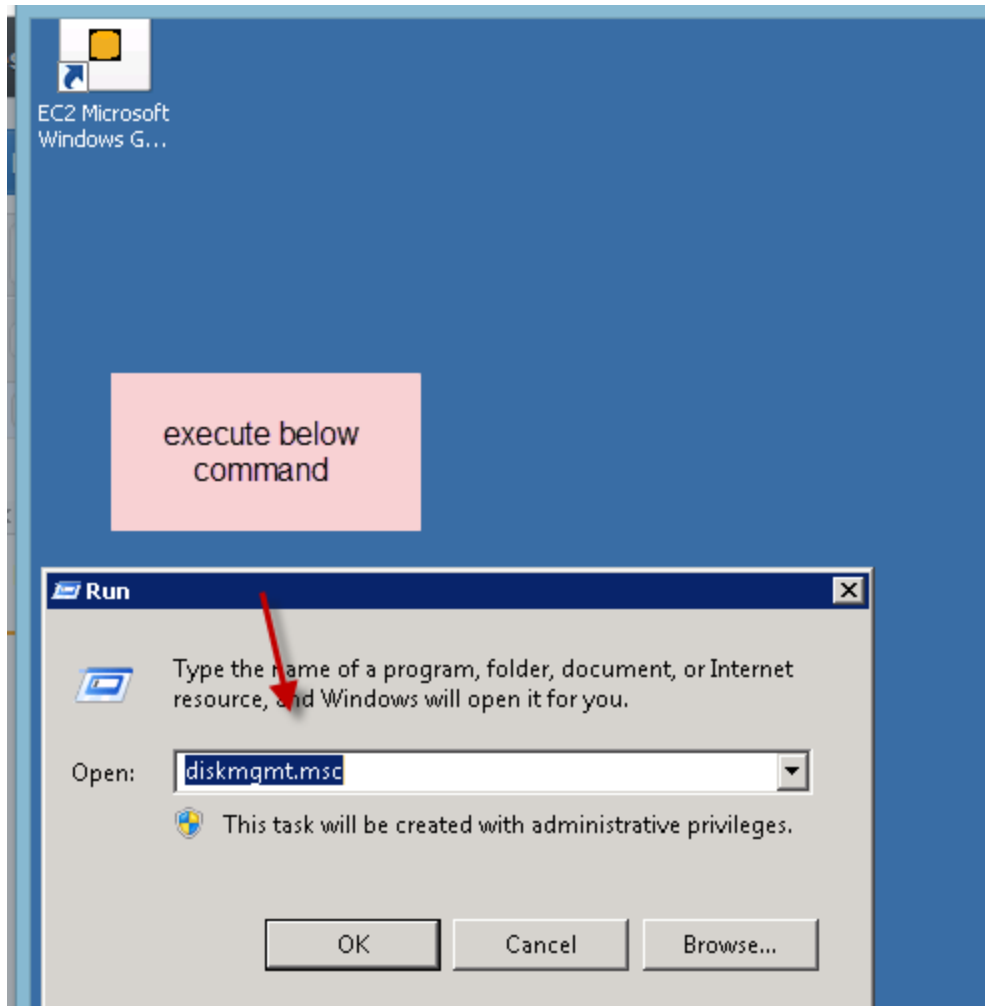 EC2 Microsoft
Windows G...
execute below
command
Run
Type the name of a program, folder, document, or Internet
resource, and Windows will open it for you.
Open: diskmgmt.msc
This task will be created with administrative privileges.
OK Cancel Browse...